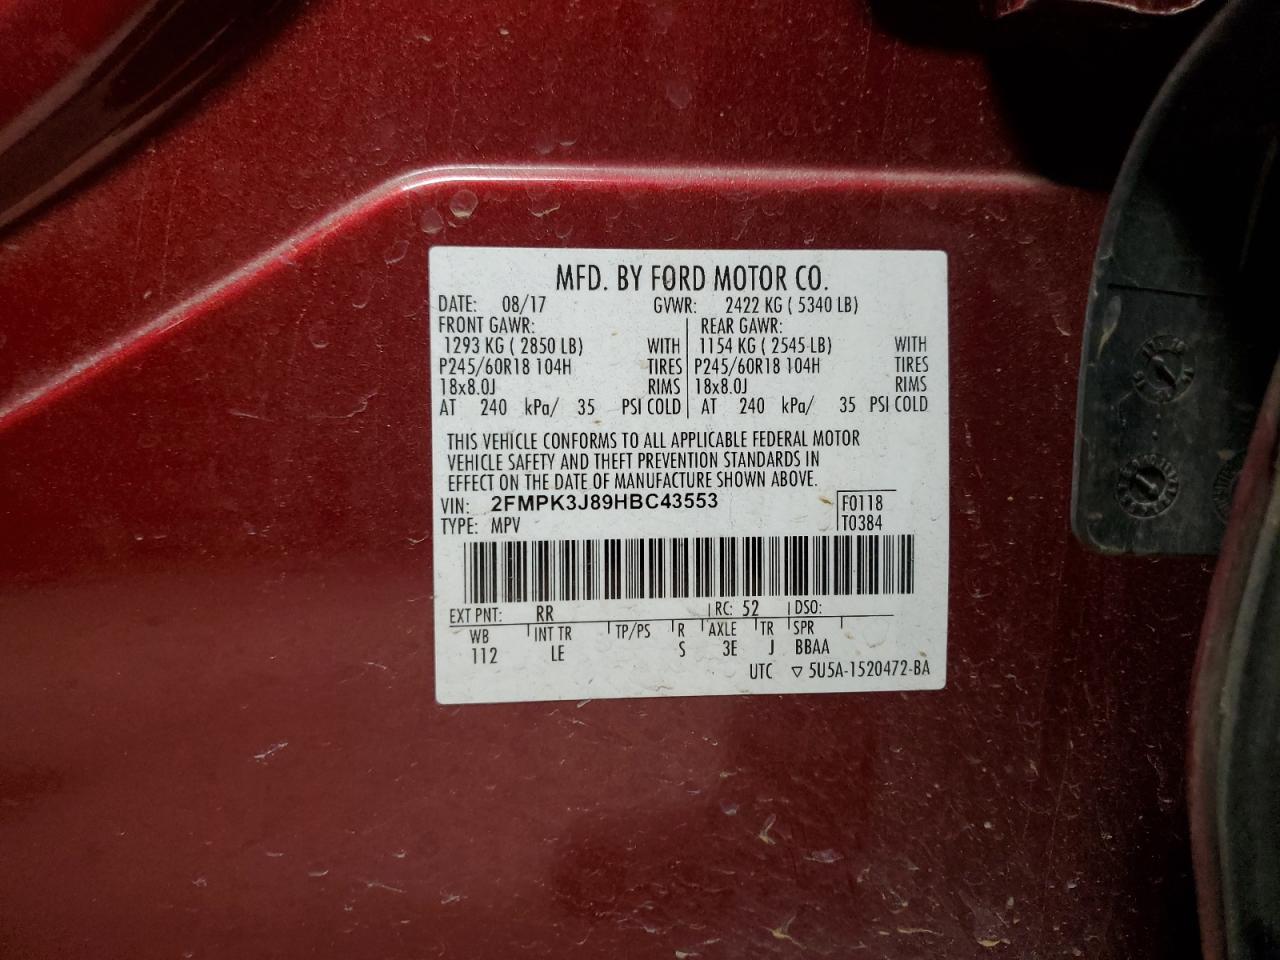 MFD. BY FORD MOTOR CO.
DATE: 08/17 GVWR: 2422 KG ( 5340 LB)
FRONT GAWR: REAR GAWR:
1293 KG ( 2850 LB) WITH 1154 KG ( 2545 LB) WITH
P245/60R18 104H TIRES P245/60R18 104H TIRES
18x8.0J RIMS 18x8.0J RIMS
AT 240 kPa/ 35 PSI COLD AT 240 kPa/ 35 PSI COLD
THIS VEHICLE CONFORMS TO ALL APPLICABLE FEDERAL MOTOR
VEHICLE SAFETY AND THEFT PREVENTION STANDARDS IN
EFFECT ON THE DATE OF MANUFACTURE SHOWN ABOVE.
VIN: 2FMPK3J89HBC43553 F0118
TYPE: MPV T0384
EXT PNT: RR RC: 52 DSO:
WB INT TR TP/PS R AXLE TR SPR
112 LE S 3E J BBAA
UTC ▽ 5U5A-1520472-BA